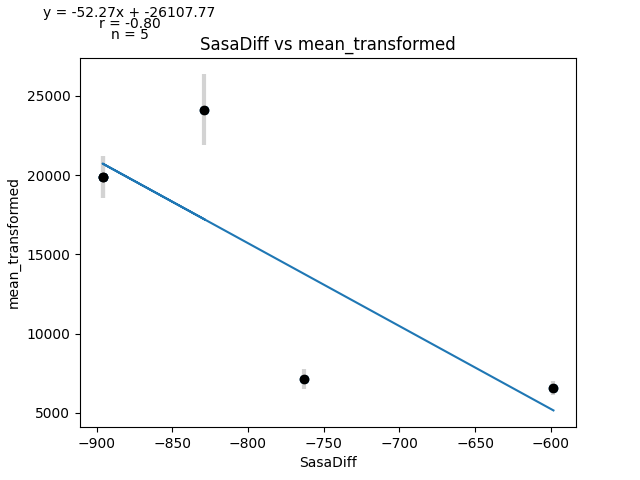 y = -52.27x + -26107.77
r = -0.80
n = 5
SasaDiff vs mean_transformed
mean_transformed
25000
20000
15000
10000
5000
−900
−850
−800
−750
−700
−650
−600
SasaDiff